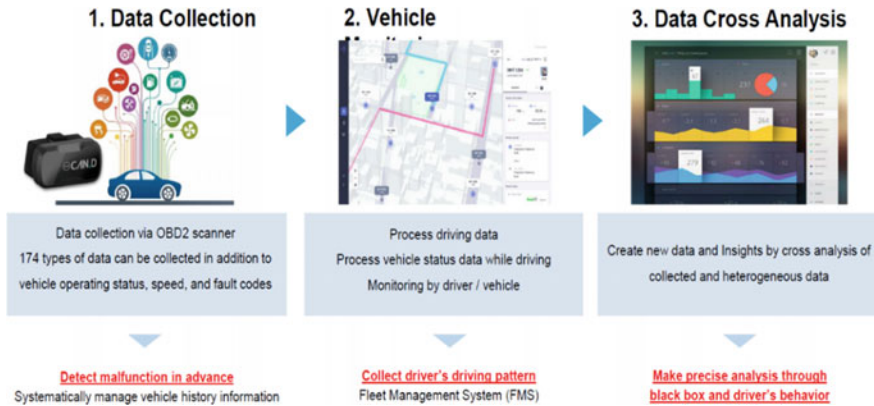 1. Data Collection
2. Vehicle
3. Data Cross Analysis
CAN.D
237
264
279
Data collection via OBD2 scanner
174 types of data can be collected in addition to
vehicle operating status, speed, and fault codes
Process driving data
Process vehicle status data while driving
Monitoring by driver / vehicle
Create new data and Insights by cross analysis of
collected and heterogeneous data
Detect malfunction in advance
Systematically manage vehicle history information
Collect driver's driving pattern
Fleet Management System (FMS)
Make precise analysis through
black box and driver's behavior